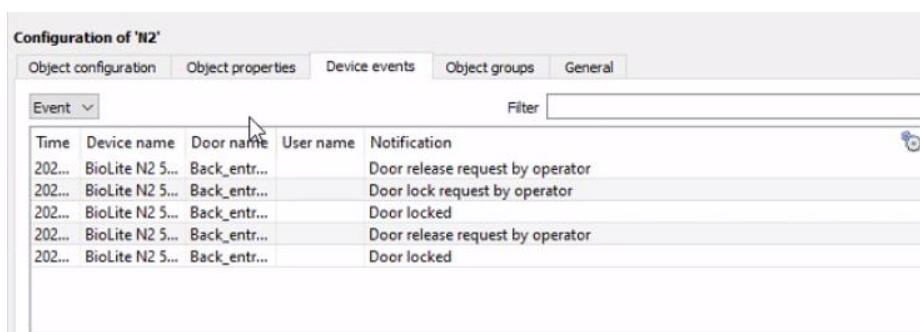 Configuration of 'N2'
Object configuration Object properties Device events Object groups General
Event Filter
Time Device name Door name User name Notification
202... BioLite N2 5... Back_entr... Door release request by operator
202... BioLite N2 5... Back_entr... Door lock request by operator
202... BioLite N2 5... Back_entr... Door locked
202... BioLite N2 5... Back_entr... Door release request by operator
202... BioLite N2 5... Back_entr... Door locked